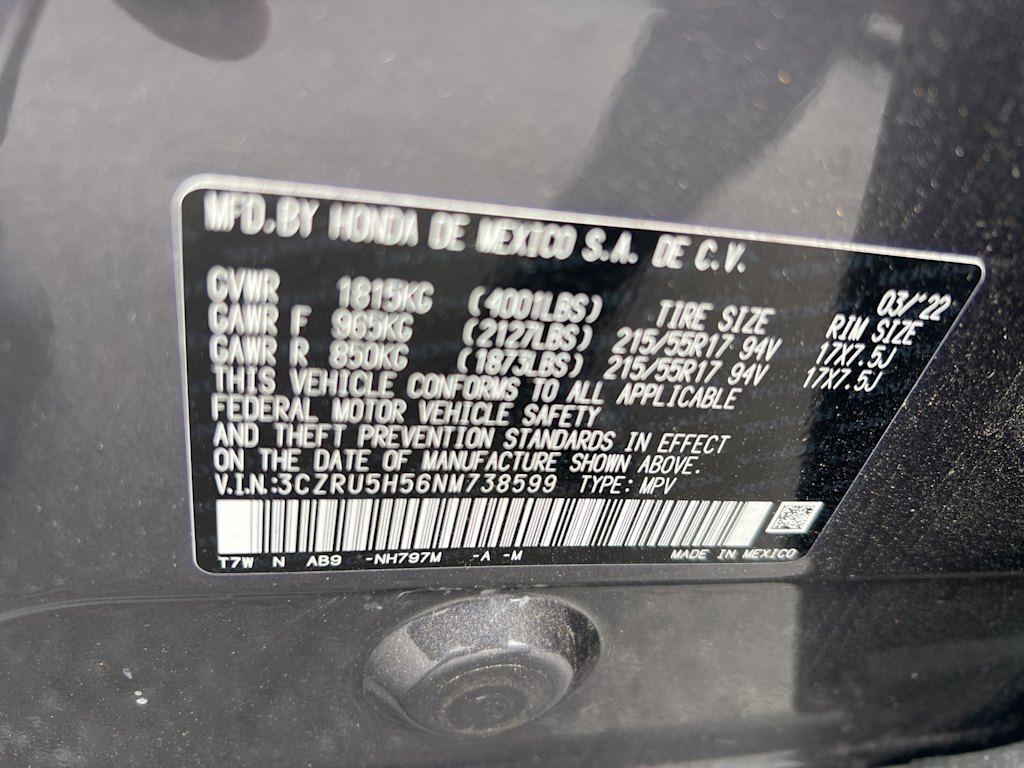 MFD.BY HONDA DE MEXICO S.A. DE C.V.
03/'22
GVWR 1815KG (4001LBS) TIRE SIZE RIM SIZE
GAWR F 965KG (2127LBS) 215/55R17 94V 17X7.5J
GAWR R 850KG (1873LBS) 215/55R17 94V 17X7.5J
THIS VEHICLE CONFORMS TO ALL APPLICABLE
FEDERAL MOTOR VEHICLE SAFETY
AND THEFT PREVENTION STANDARDS IN EFFECT
ON THE DATE OF MANUFACTURE SHOWN ABOVE.
V.I.N.:3CZRU5H56NM738599 TYPE: MPV
T7W N AB9 -NH797M -A -M MADE IN MEXICO